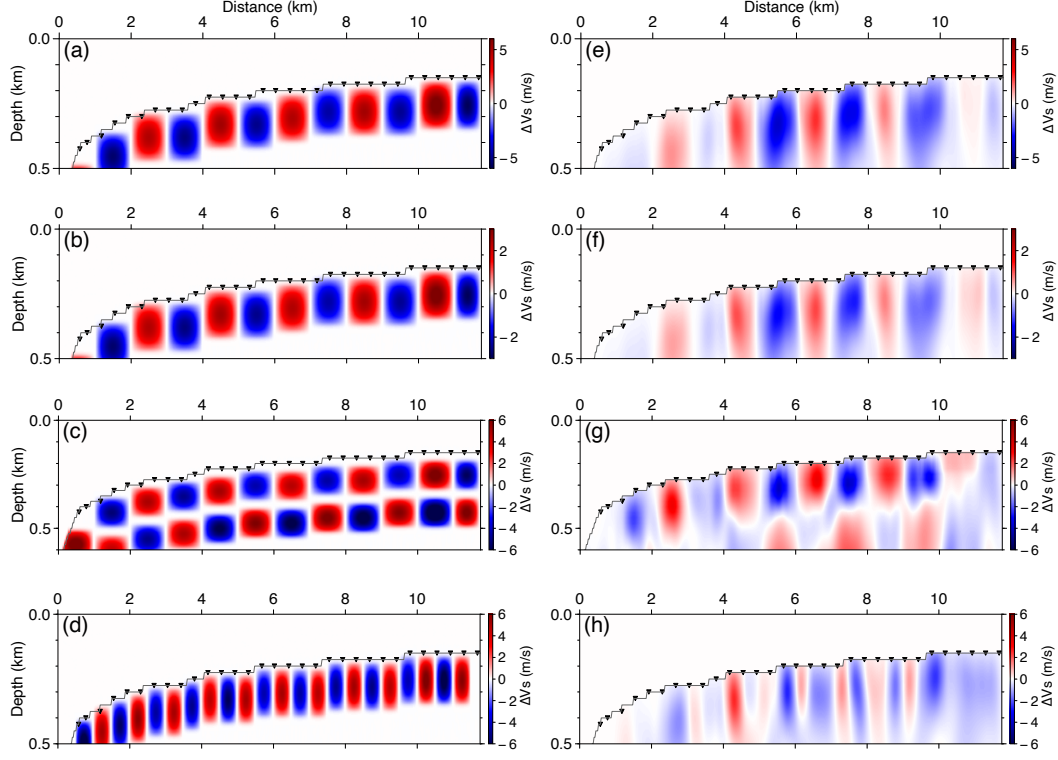 Distance (km)
Distance (km)
0 2 4 6 8 10
0 2 4 6 8 10
0.0
(a)
5
0
−5
ΔVs (m/s)
Depth (km)
0.5
(e)
5
0
−5
ΔVs (m/s)
0 2 4 6 8 10
0 2 4 6 8 10
0.0
(b)
2
0
−2
ΔVs (m/s)
Depth (km)
0.5
(f)
2
0
−2
ΔVs (m/s)
0 2 4 6 8 10
0 2 4 6 8 10
0.0
(c)
6
4
2
0
−2
−4
−6
ΔVs (m/s)
Depth (km)
0.5
(g)
6
4
2
0
−2
−4
−6
ΔVs (m/s)
0 2 4 6 8 10
0 2 4 6 8 10
0.0
(d)
6
4
2
0
−2
−4
−6
ΔVs (m/s)
Depth (km)
0.5
(h)
6
4
2
0
−2
−4
−6
ΔVs (m/s)